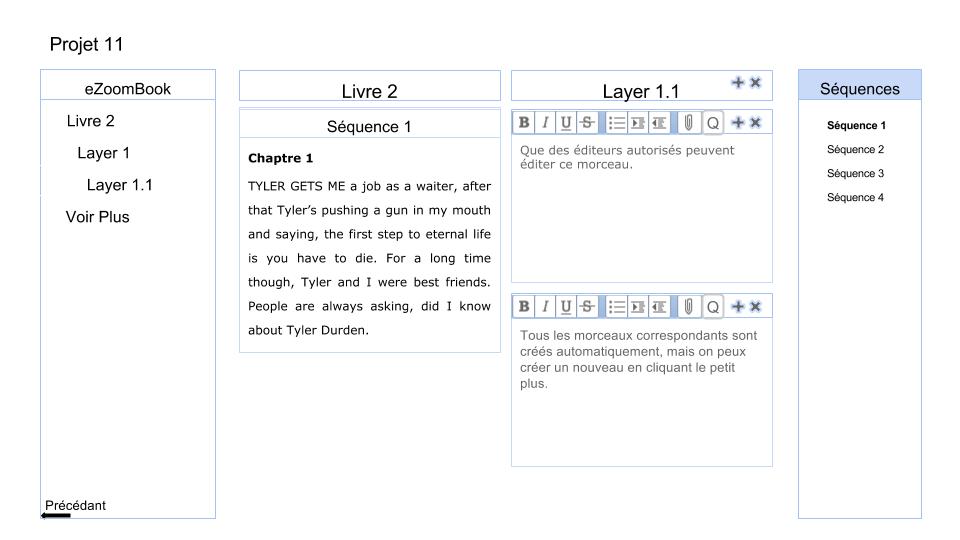 Projet 11
eZoomBook
Livre 2
Layer 1
Layer 1.1
Voir Plus
Précédant
Livre 2
Séquence 1
Chaptre 1
TYLER GETS ME a job as a waiter, after
that Tyler’s pushing a gun in my mouth
and saying, the first step to eternal life
is you have to die. For a long time
though, Tyler and I were best friends.
People are always asking, did I know
about Tyler Durden.
Layer 1.1
B I U S Q
Que des éditeurs autorisés peuvent
éditer ce morceau.
B I U S Q
Tous les morceaux correspondants sont
créés automatiquement, mais on peux
créer un nouveau en cliquant le petit
plus.
Séquences
Séquence 1
Séquence 2
Séquence 3
Séquence 4